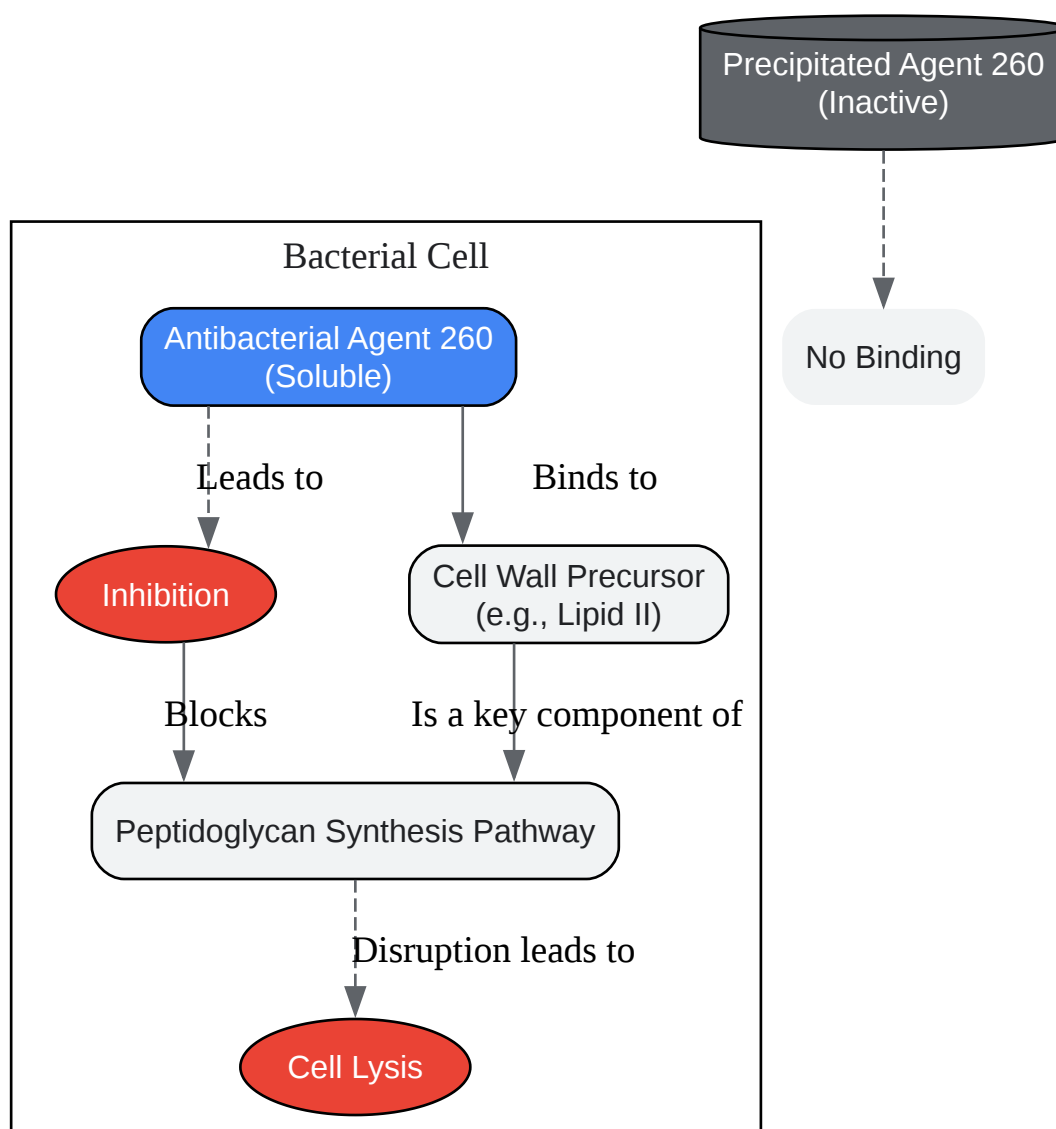 Precipitated Agent 260
(Inactive)
Bacterial Cell
Antibacterial Agent 260
(Soluble)
No Binding
Leads to
Binds to
Inhibition
Cell Wall Precursor
(e.g., Lipid II)
Blocks
Is a key component of
Peptidoglycan Synthesis Pathway
Disruption leads to
Cell Lysis